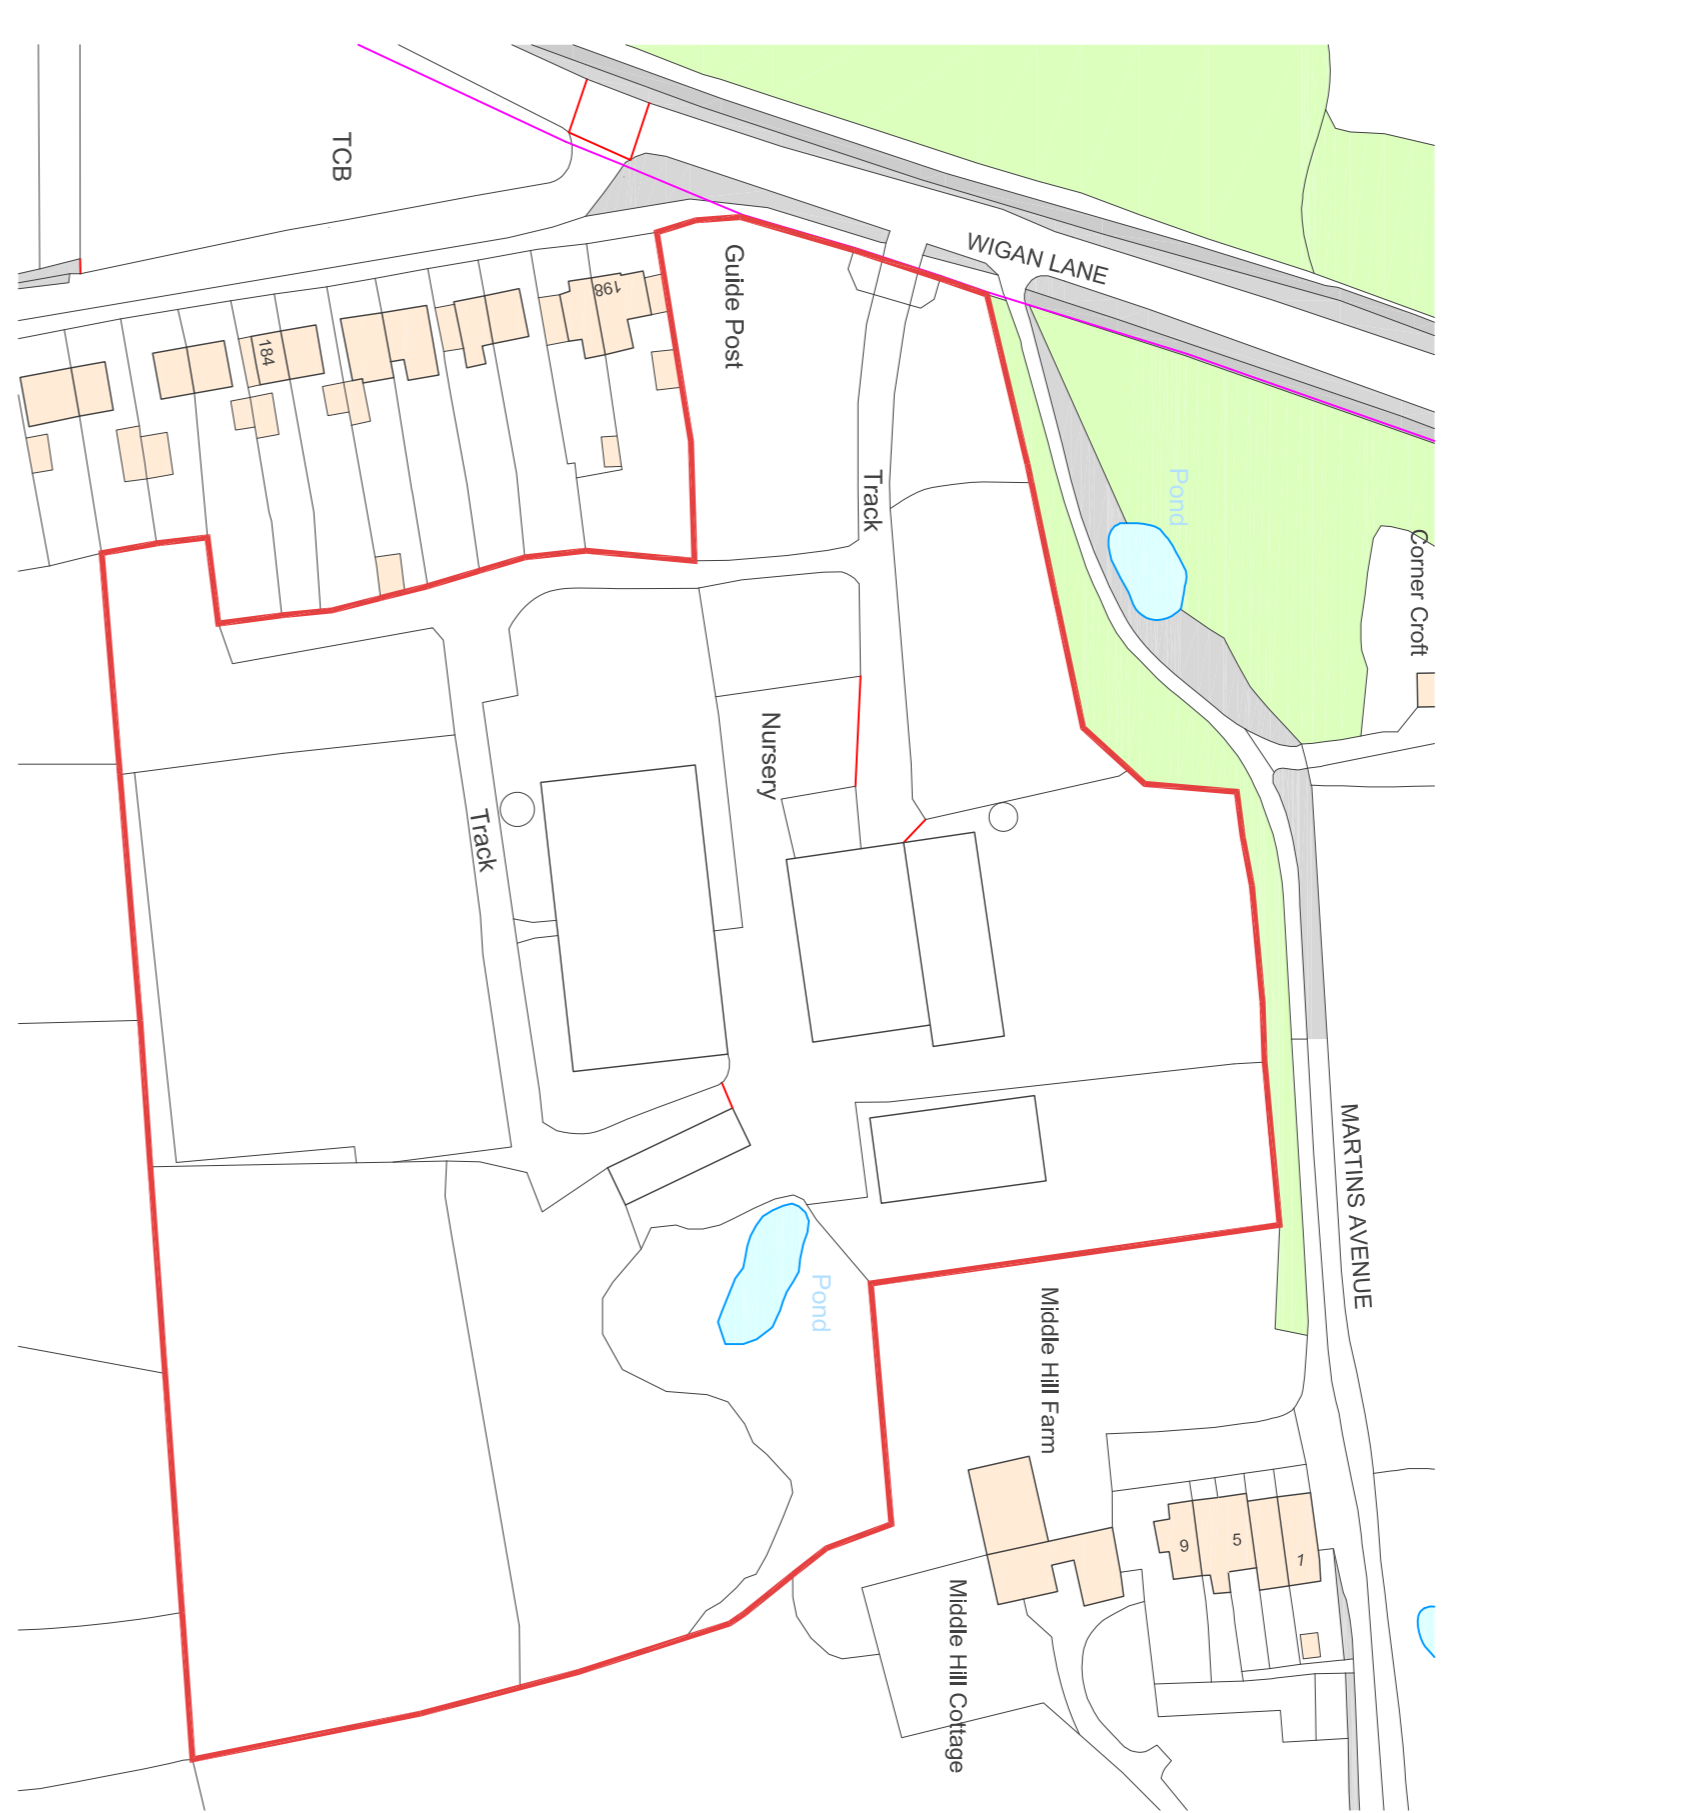 TCB
WIGAN LANE
198
Guide Post
184
Track
Pond
Corner Croft
Nursery
Track
MARTINS AVENUE
Pond
Middle Hill Farm
9
5
1
Middle Hill Cottage